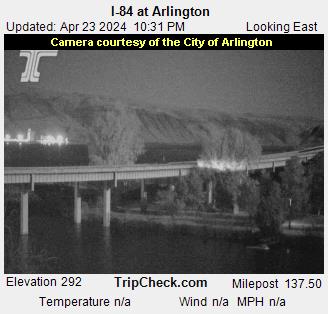 I-84 at Arlington
Updated: Apr 23 2024 10:31 PM Looking East
Camera courtesy of the City of Arlington
Elevation 292 TripCheck.com Milepost 137.50
Temperature n/a Wind n/a MPH n/a